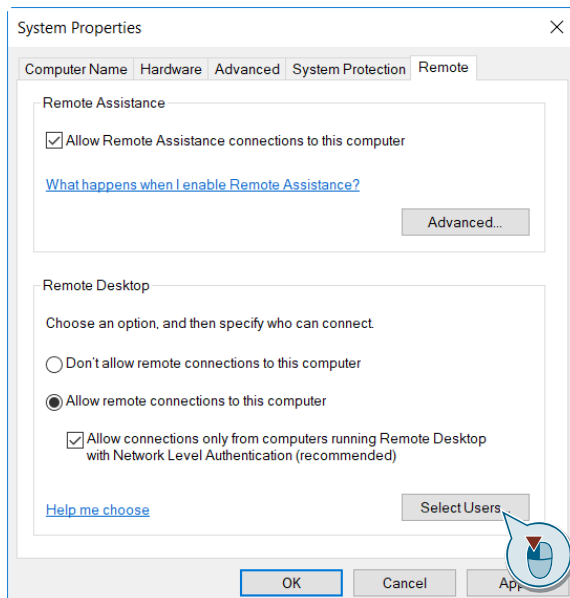 System Properties
Computer Name Hardware Advanced System Protection Remote
Remote Assistance
Allow Remote Assistance connections to this computer
What happens when I enable Remote Assistance?
Advanced...
Remote Desktop
Choose an option, and then specify who can connect.
Don't allow remote connections to this computer
Allow remote connections to this computer
Allow connections only from computers running Remote Desktop
with Network Level Authentication (recommended)
Help me choose
Select Users...
OK Cancel